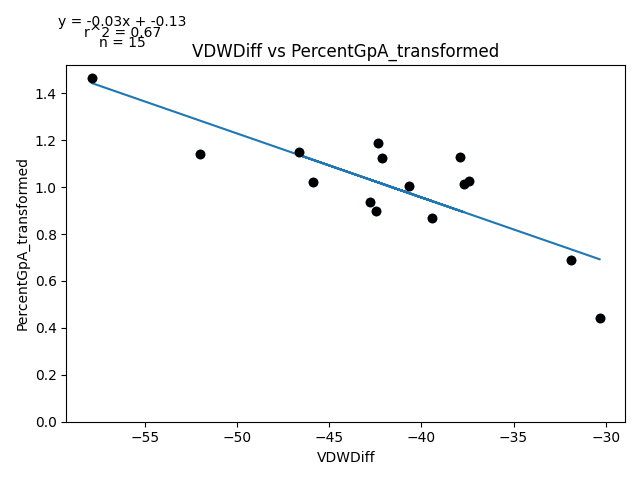 y = -0.03x + -0.13
r^2 = 0.67
n = 15
VDWDiff vs PercentGpA_transformed
PercentGpA_transformed
1.4
1.2
1.0
0.8
0.6
0.4
0.2
0.0
−55 −50 −45 −40 −35 −30
VDWDiff